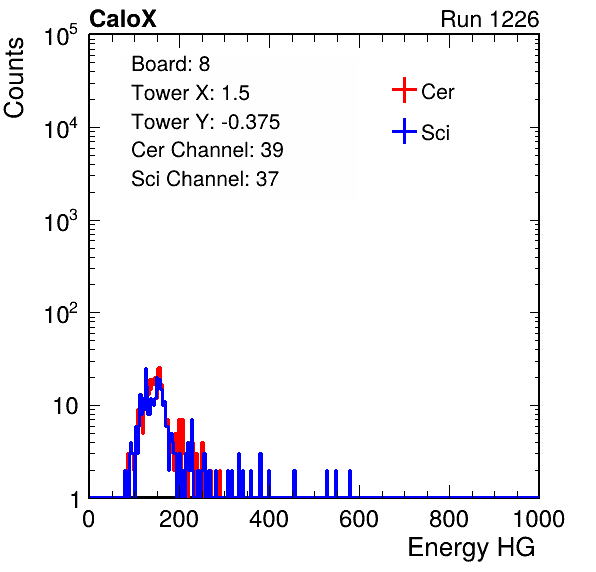 CaloX Run 1226
Counts
Board: 8
Tower X: 1.5
Tower Y: -0.375
Cer Channel: 39
Sci Channel: 37
Cer
Sci
10^5
10^4
10^3
10^2
10
1
0 200 400 600 800 1000
Energy HG